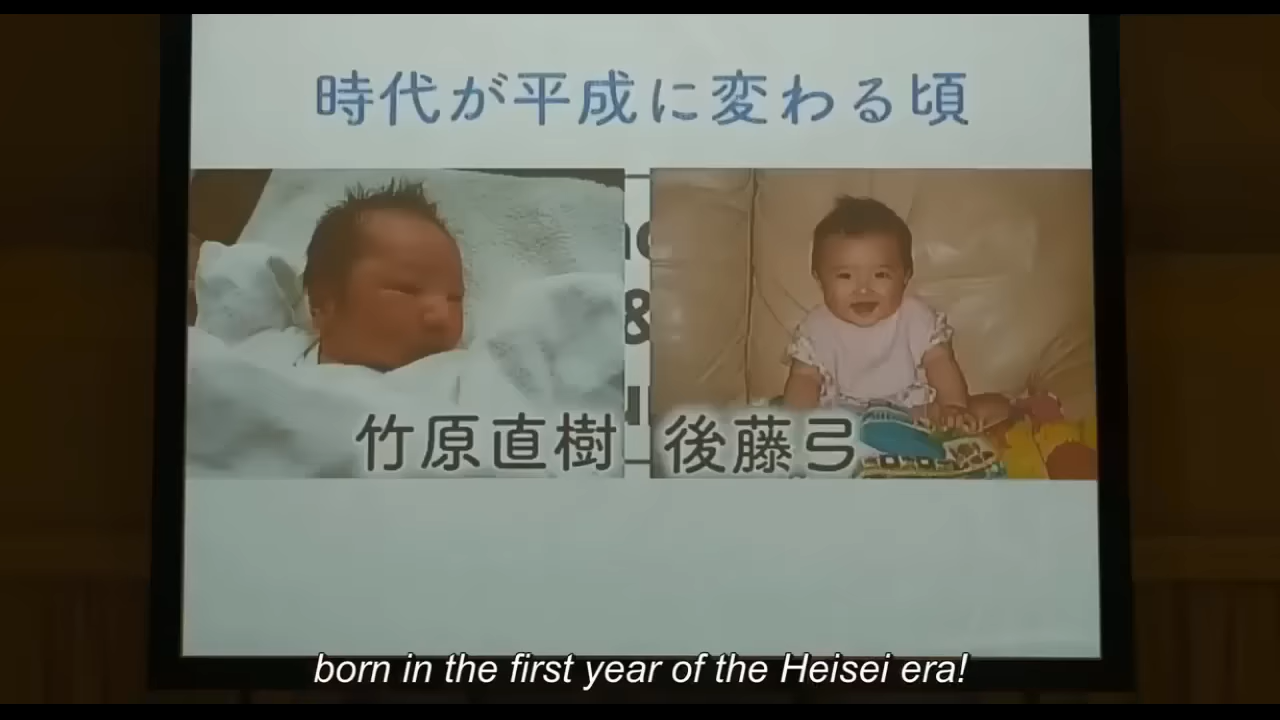 時代が平成に変わる頃
&
竹原直樹
後藤弓
born in the first year of the Heisei era!